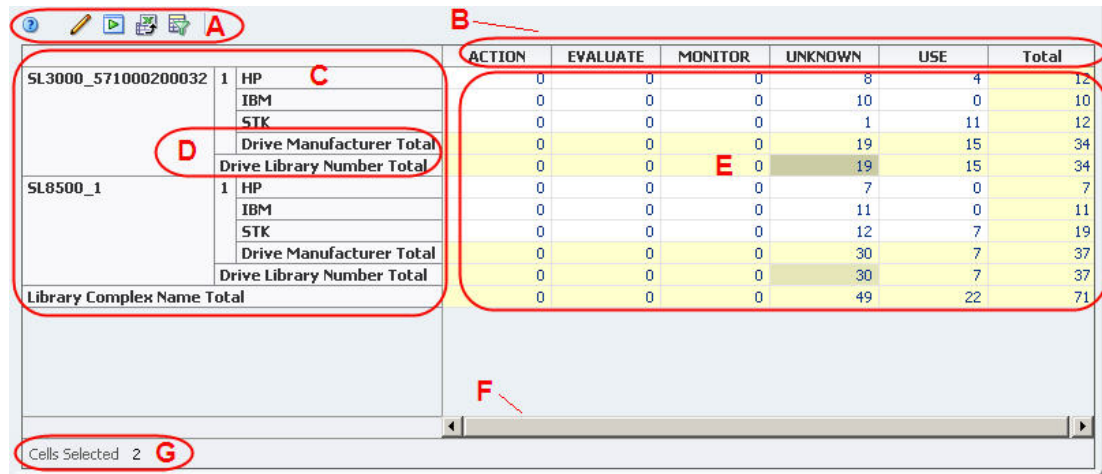 ? A
B
ACTION EVALUATE MONITOR UNKNOWN USE Total
SL3000_571000200032 1 HP C 0 0 0 8 4 12
IBM 0 0 0 10 0 10
STK 0 0 0 1 11 12
D Drive Manufacturer Total 0 0 0 19 15 34
Drive Library Number Total 0 0 E 0 19 15 34
SL8500_1 1 HP 0 0 0 7 0 7
IBM 0 0 0 11 0 11
STK 0 0 0 12 7 19
Drive Manufacturer Total 0 0 0 30 7 37
Drive Library Number Total 0 0 0 30 7 37
Library Complex Name Total 0 0 0 49 22 71
F
Cells Selected 2 G